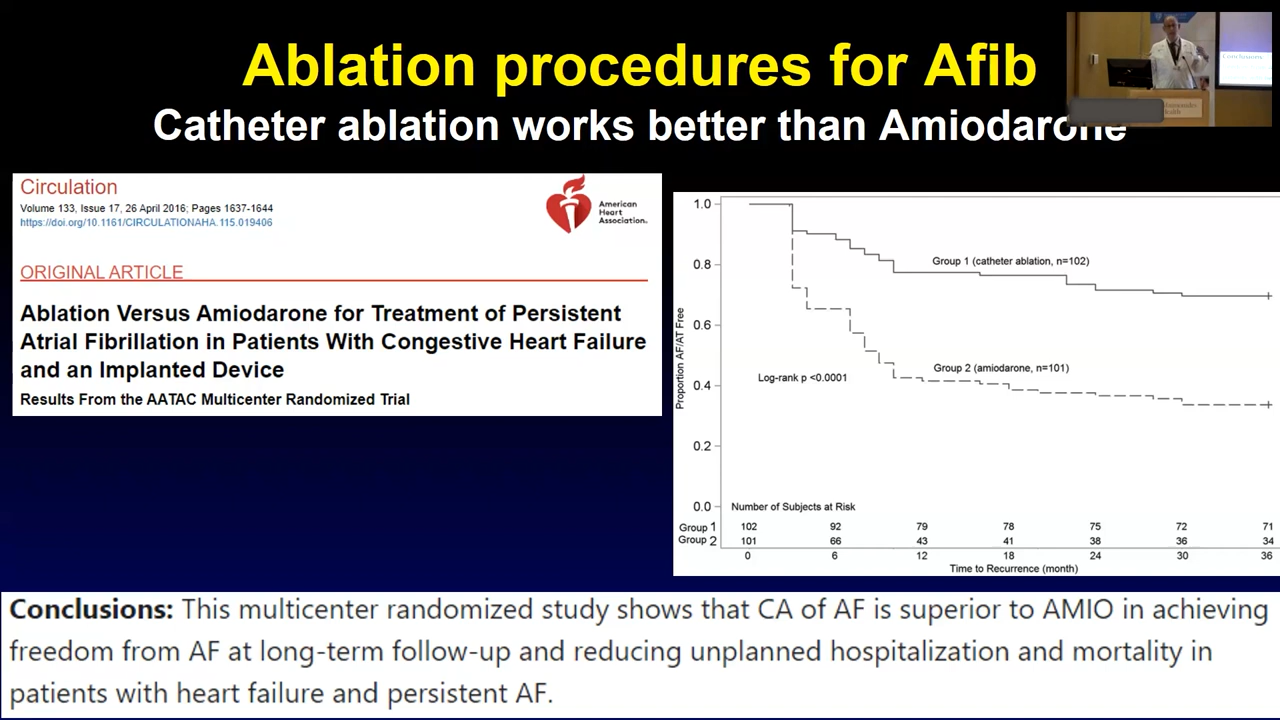 Ablation procedures for Afib
Catheter ablation works better than Amiodarone
Conclusions
Circulation
Volume 133, Issue 17, 26 April 2016; Pages 1637-1644
https://doi.org/10.1161/CIRCULATIONAHA.115.019406
American
Heart
Association.
ORIGINAL ARTICLE
Ablation Versus Amiodarone for Treatment of Persistent
Atrial Fibrillation in Patients With Congestive Heart Failure
and an Implanted Device
Results From the AATAC Multicenter Randomized Trial
Proportion AF/AT Free
1.0
0.8
0.6
0.4
0.2
0.0
Group 1 (catheter ablation, n=102)
Group 2 (amiodarone, n=101)
Log-rank p <0.0001
Number of Subjects at Risk
Group 1 102 92 79 78 75 72 71
Group 2 101 66 43 41 38 36 34
0 6 12 18 24 30 36
Time to Recurrence (month)
Conclusions: This multicenter randomized study shows that CA of AF is superior to AMIO in achieving
freedom from AF at long-term follow-up and reducing unplanned hospitalization and mortality in
patients with heart failure and persistent AF.